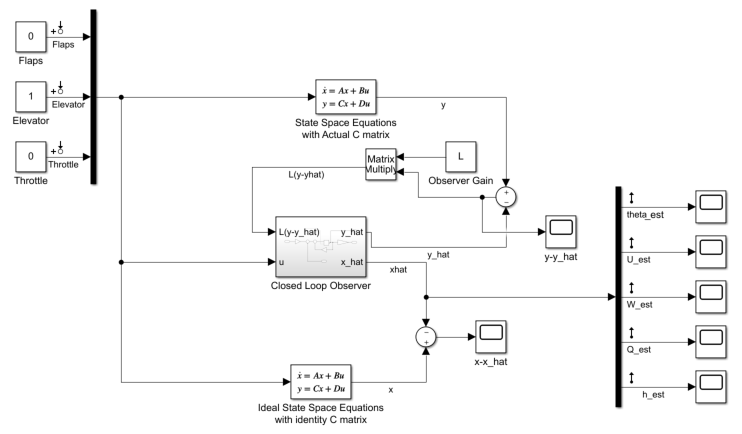 0
+
Flaps
Flaps
1
+
Elevator
Elevator
0
+
Throttle
Throttle
ẋ = Ax + Bu
y = Cx + Du
State Space Equations
with Actual C matrix
y
Matrix
Multiply
L
Observer Gain
L(y-yhat)
+
−
y-y_hat
L(y-y_hat)
y_hat
u
x_hat
Closed Loop Observer
y_hat
xhat
−
+
x-x_hat
ẋ = Ax + Bu
y = Cx + Du
x
Ideal State Space Equations
with identity C matrix
theta_est
U_est
W_est
Q_est
h_est